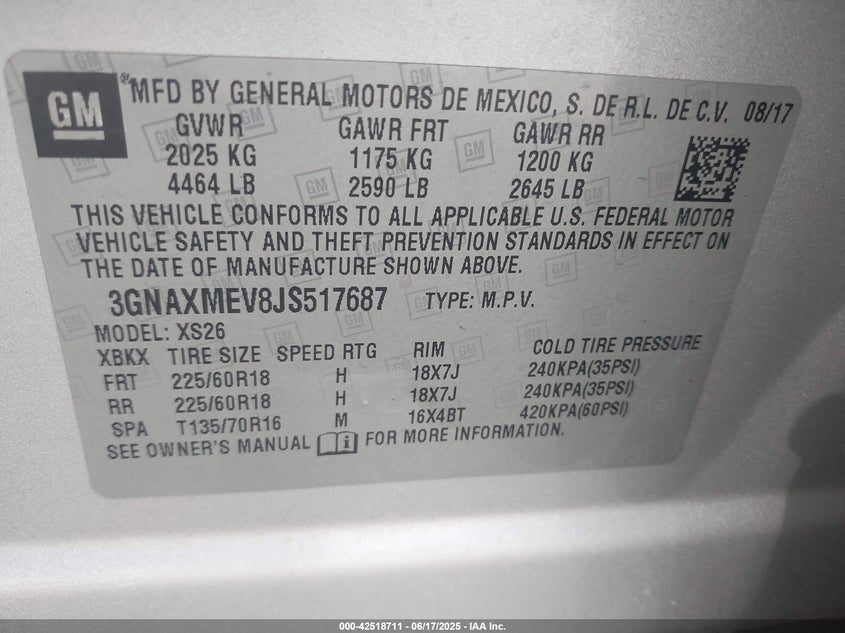 GM
® MFD BY GENERAL MOTORS DE MEXICO, S. DE R.L. DE C.V. 08/17
GVWR GAWR FRT GAWR RR
2025 KG 1175 KG 1200 KG
4464 LB 2590 LB 2645 LB
THIS VEHICLE CONFORMS TO ALL APPLICABLE U.S. FEDERAL MOTOR
VEHICLE SAFETY AND THEFT PREVENTION STANDARDS IN EFFECT ON
THE DATE OF MANUFACTURE SHOWN ABOVE.
3GNAXMEV8JS517687 TYPE: M.P.V.
MODEL: XS26
XBKX TIRE SIZE SPEED RTG RIM COLD TIRE PRESSURE
FRT 225/60R18 H 18X7J 240KPA(35PSI)
RR 225/60R18 H 18X7J 240KPA(35PSI)
SPA T135/70R16 M 16X4BT 420KPA(60PSI)
SEE OWNER'S MANUAL i FOR MORE INFORMATION.
000-42518711 - 06/17/2025 - IAA Inc.